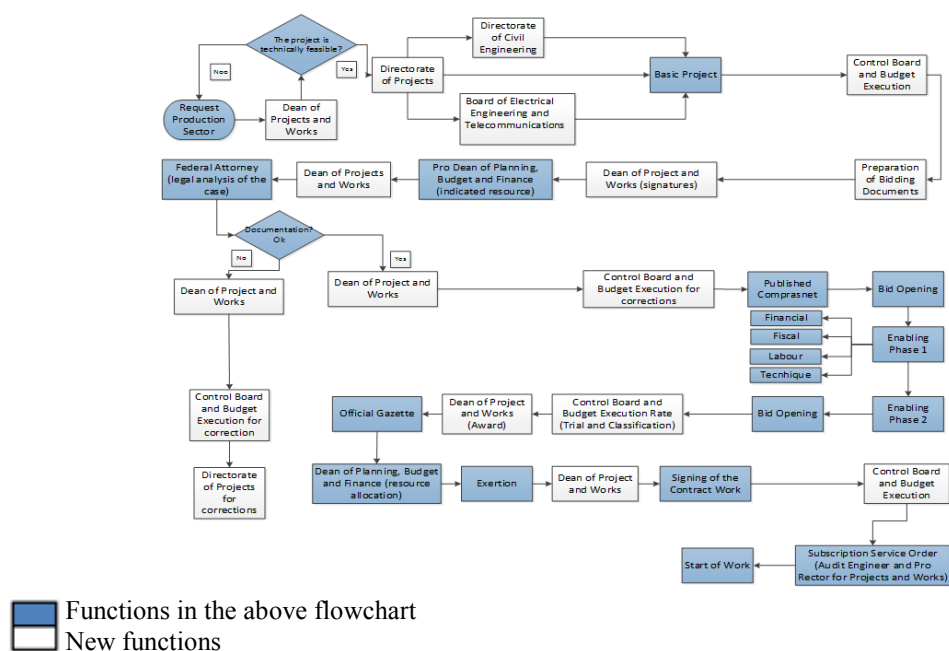 The project is
technically feasible?
Noo
Yes
Request
Production
Sector
Dean of
Projects and
Works
Directorate
of Projects
Directorate
of Civil
Engineering
Board of Electrical
Engineering and
Telecommunications
Basic Project
Control Board
and Budget
Execution
Preparation
of Bidding
Documents
Dean of Project and
Works (signatures)
Pro Dean of Planning,
Budget and Finance
(indicated resource)
Dean of Projects
and Works
Federal Attorney
(legal analysis of the
case)
Documentation?
Ok
No
Yes
Dean of Project and
Works
Dean of Project and
Works
Control Board and
Budget Execution for
corrections
Published
Comprasnet
Bid Opening
Financial
Fiscal
Labour
Tecnhique
Enabling
Phase 1
Control Board
and Budget
Execution for
correction
Directorate
of Projects
for
corrections
Enabling
Phase 2
Bid Opening
Control Board and
Budget Execution Rate
(Trial and Classification)
Dean of Project
and Works
(Award)
Official Gazette
Dean of Planning, Budget
and Finance (resource
allocation)
Exertion
Dean of Project
and Works
Signing of the
Contract Work
Control Board
and Budget
Execution
Subscription Service Order
(Audit Engineer and Pro
Rector for Projects and Works)
Start of Work
Functions in the above flowchart
New functions